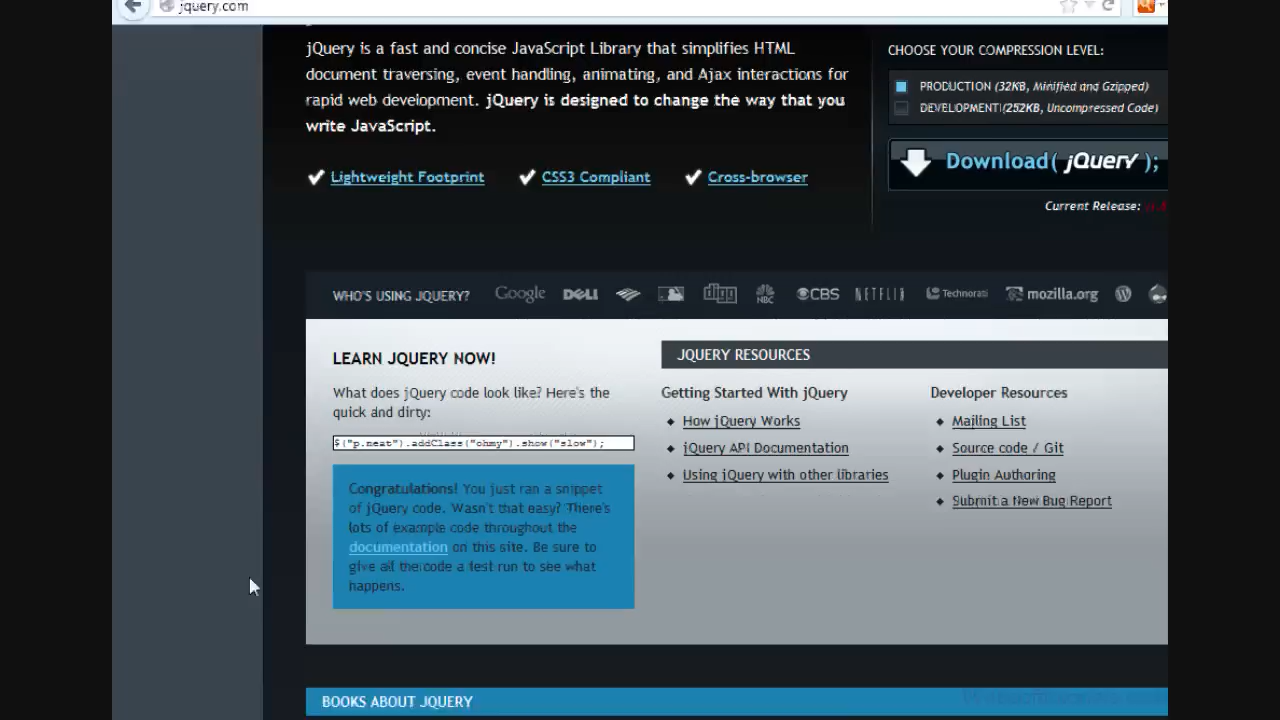 jquery.com
jQuery is a fast and concise JavaScript Library that simplifies HTML
document traversing, event handling, animating, and Ajax interactions for
rapid web development. jQuery is designed to change the way that you
write JavaScript.
Lightweight Footprint
CSS3 Compliant
Cross-browser
CHOOSE YOUR COMPRESSION LEVEL:
PRODUCTION (32KB, Minified and Gzipped)
DEVELOPMENT (252KB, Uncompressed Code)
Download( jQuery );
Current Release:
WHO'S USING JQUERY? Google DELL NBC CBS NETFLIX Technorati mozilla.org
LEARN JQUERY NOW!
What does jQuery code look like? Here's the
quick and dirty:
$("p.neat").addClass("ohmy").show("slow");
Congratulations! You just ran a snippet
of jQuery code. Wasn't that easy? There's
lots of example code throughout the
documentation on this site. Be sure to
give all the code a test run to see what
happens.
JQUERY RESOURCES
Getting Started With jQuery
How jQuery Works
jQuery API Documentation
Using jQuery with other libraries
Developer Resources
Mailing List
Source code / Git
Plugin Authoring
Submit a New Bug Report
BOOKS ABOUT JQUERY